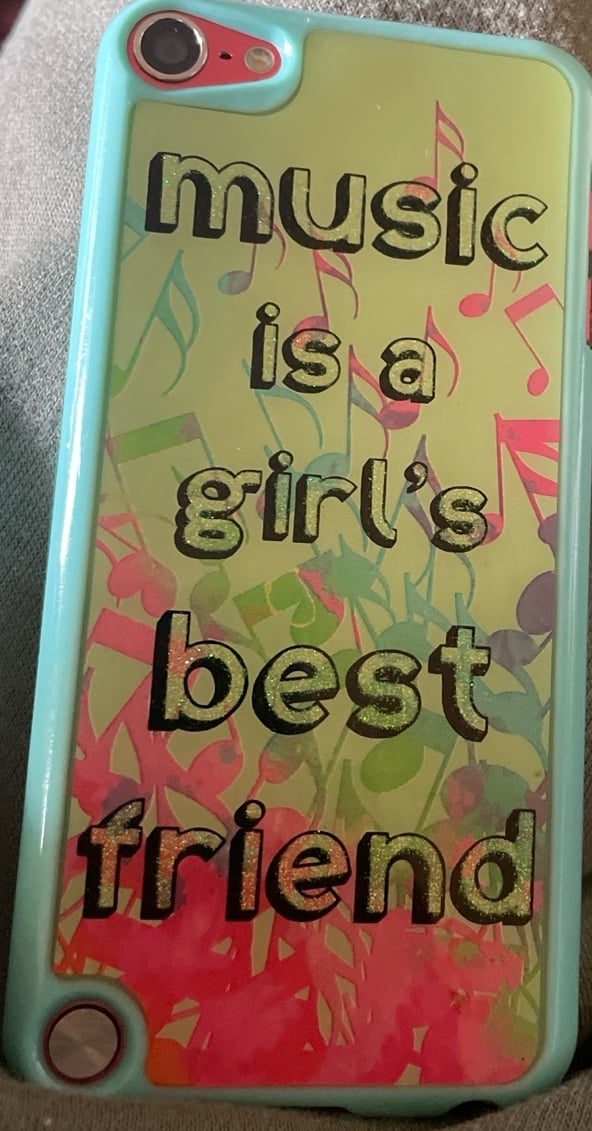 music
is a
girl's
best
friend